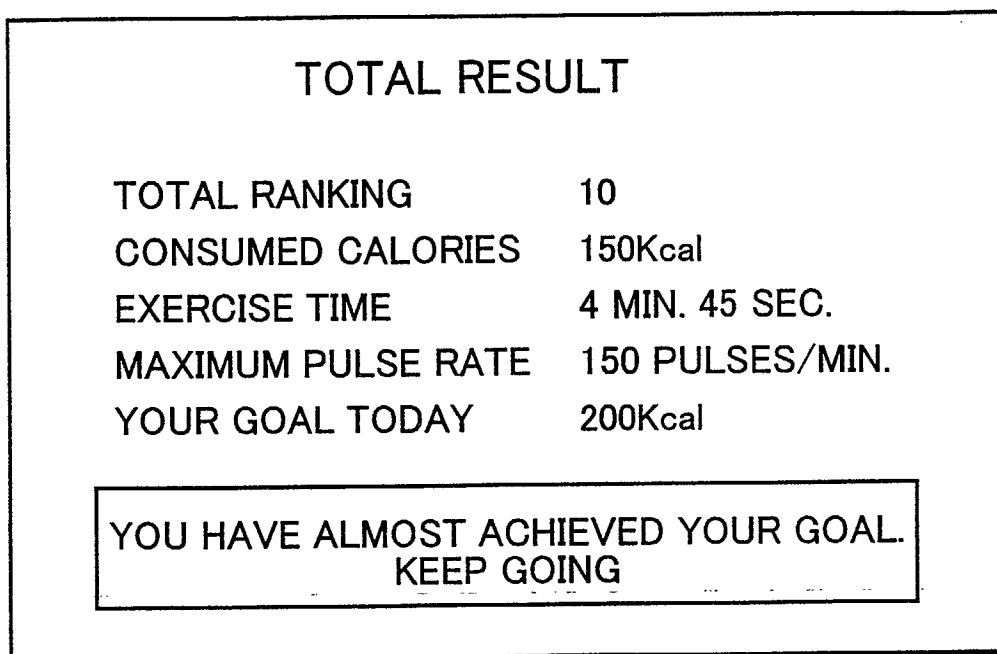 TOTAL RESULT
TOTAL RANKING 10
CONSUMED CALORIES 150Kcal
EXERCISE TIME 4 MIN. 45 SEC.
MAXIMUM PULSE RATE 150 PULSES/MIN.
YOUR GOAL TODAY 200Kcal
YOU HAVE ALMOST ACHIEVED YOUR GOAL.
KEEP GOING